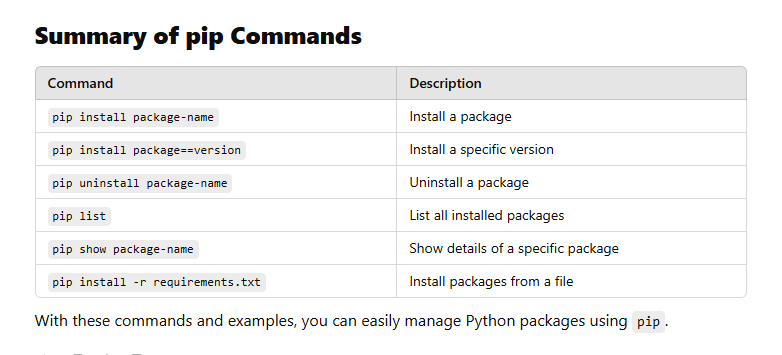 Summary of pip Commands
Command Description
pip install package-name Install a package
pip install package==version Install a specific version
pip uninstall package-name Uninstall a package
pip list List all installed packages
pip show package-name Show details of a specific package
pip install -r requirements.txt Install packages from a file
With these commands and examples, you can easily manage Python packages using pip.